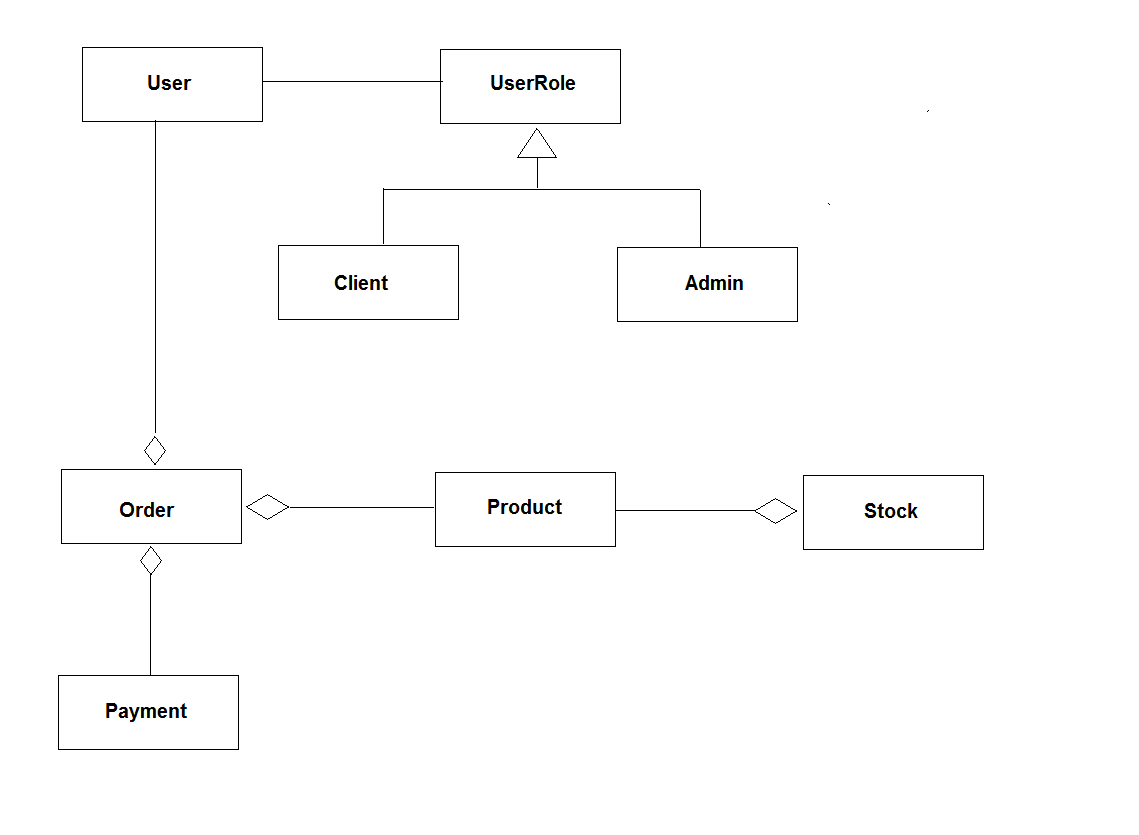 User
UserRole
Client
Admin
Order
Product
Stock
Payment